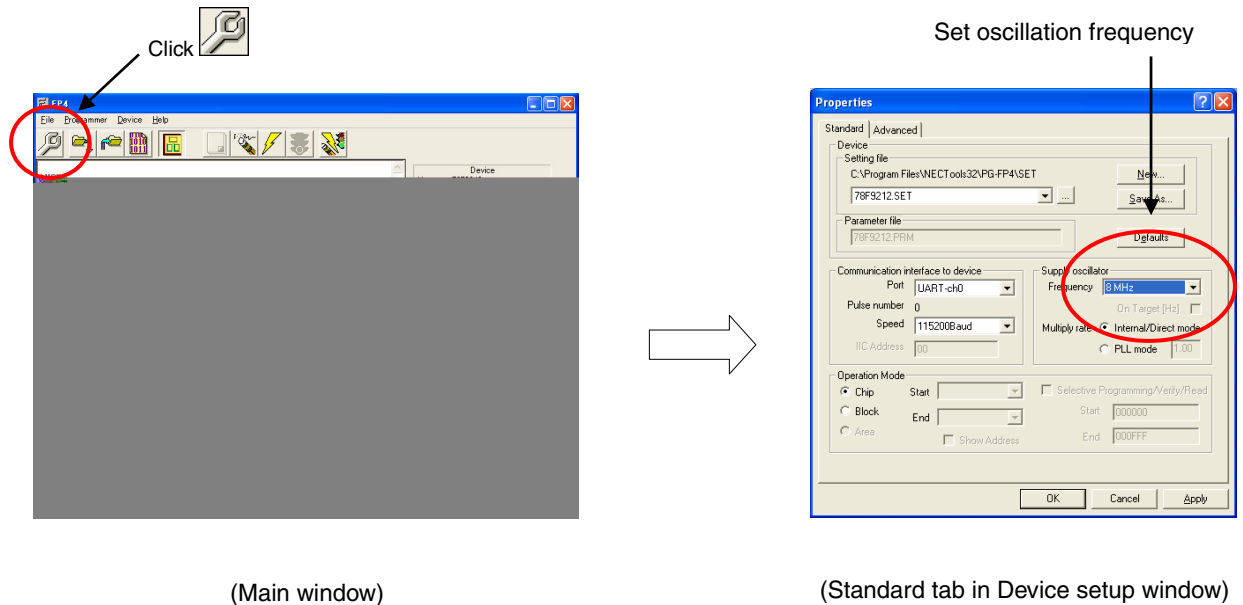 Click
FP4
File Programmer Device Help
Device
(Main window)
Set oscillation frequency
Properties
Standard Advanced
Device
Setting file
C:\Program Files\NECTools32\PG-FP4\SET
New...
78F9212.SET
...
Save As...
Parameter file
78F9212.PRM
Defaults
Communication interface to device
Port UART-ch0
Pulse number 0
Speed 115200Baud
IIC Address 00
Supply oscillator
Frequency 8 MHz
On Target [Hz]
Multiply rate Internal/Direct mode
PLL mode 1.00
Operation Mode
Chip Start
Block End
Area
Show Address
Selective Programming/Verify/Read
Start 000000
End 000FFF
OK Cancel Apply
(Standard tab in Device setup window)